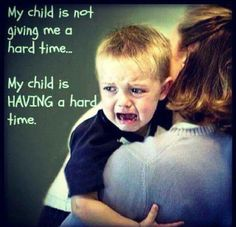 My child is not
giving me a
hard time...
My child is
HAVING a hard
time.